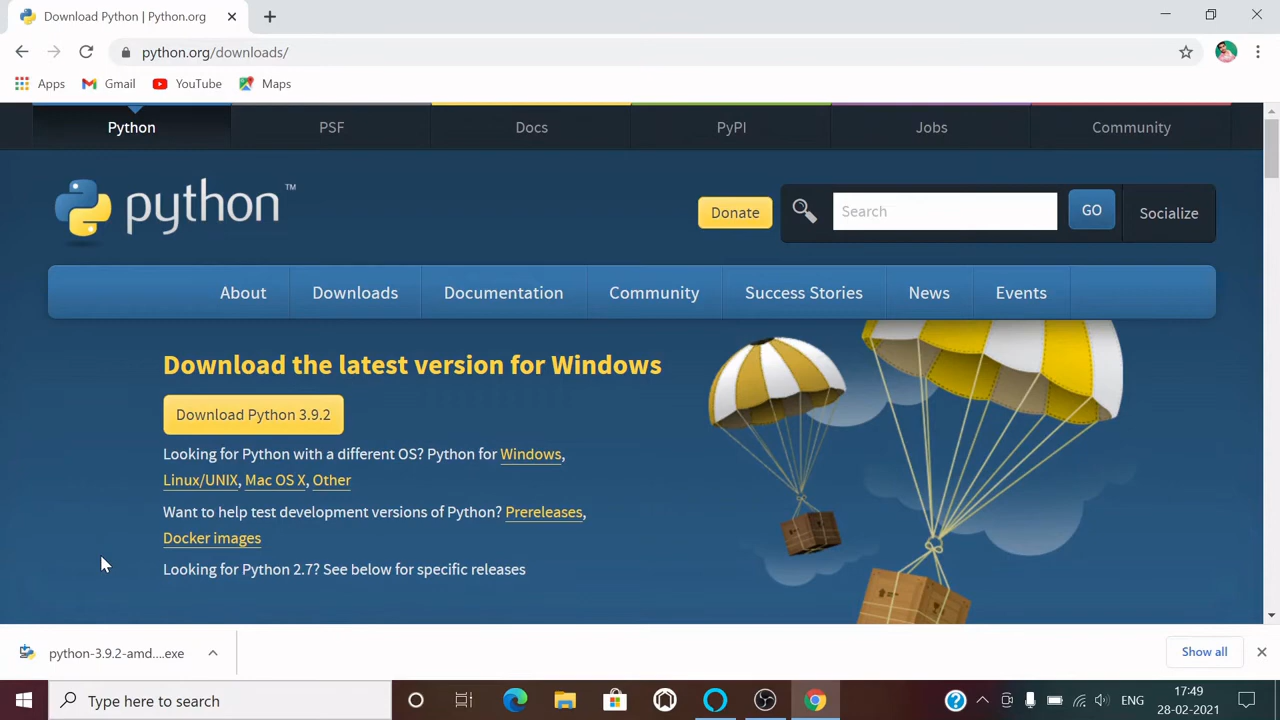 Download Python | Python.org
python.org/downloads/
Apps Gmail YouTube Maps
Python PSF Docs PyPI Jobs Community
python™ Donate Search GO Socialize
About Downloads Documentation Community Success Stories News Events
Download the latest version for Windows
Download Python 3.9.2
Looking for Python with a different OS? Python for Windows,
Linux/UNIX, Mac OS X, Other
Want to help test development versions of Python? Prereleases,
Docker images
Looking for Python 2.7? See below for specific releases
python-3.9.2-amd....exe Show all
Type here to search ENG 17:49
28-02-2021